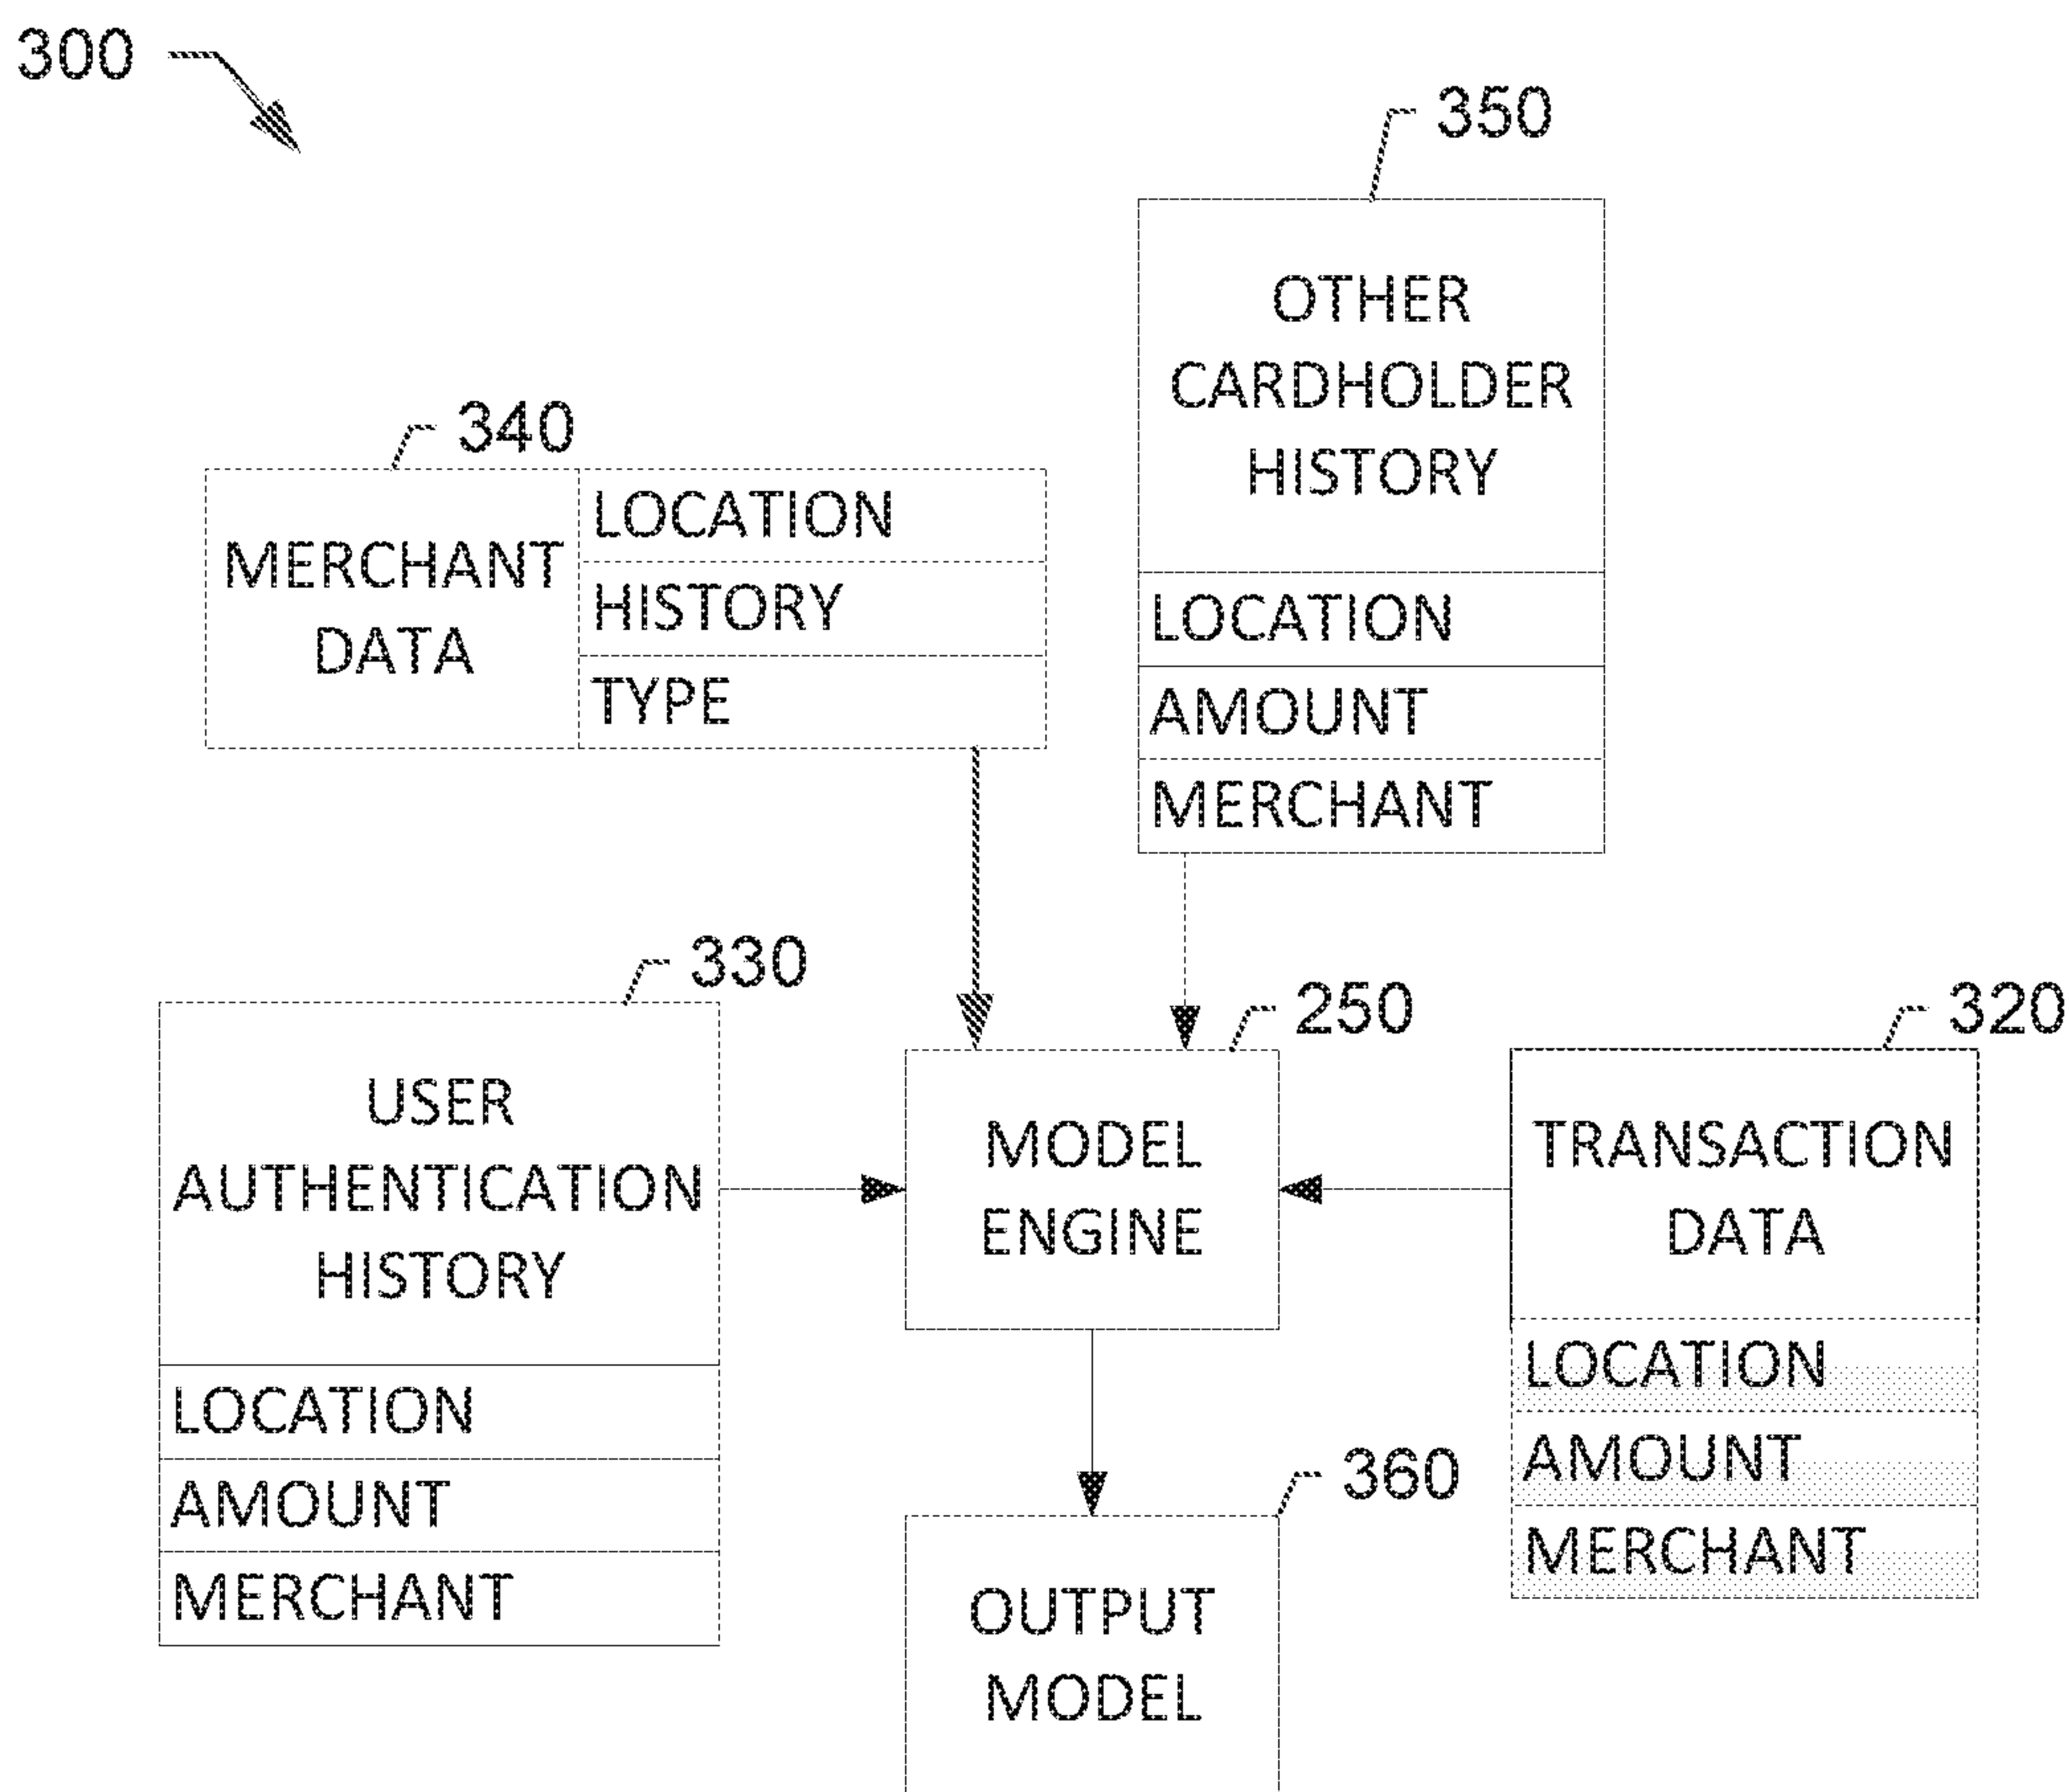 300
350
OTHER
CARDHOLDER
HISTORY
LOCATION
AMOUNT
MERCHANT
340
MERCHANT
DATA
LOCATION
HISTORY
TYPE
330
USER
AUTHENTICATION
HISTORY
LOCATION
AMOUNT
MERCHANT
250
MODEL
ENGINE
320
TRANSACTION
DATA
LOCATION
AMOUNT
MERCHANT
360
OUTPUT
MODEL